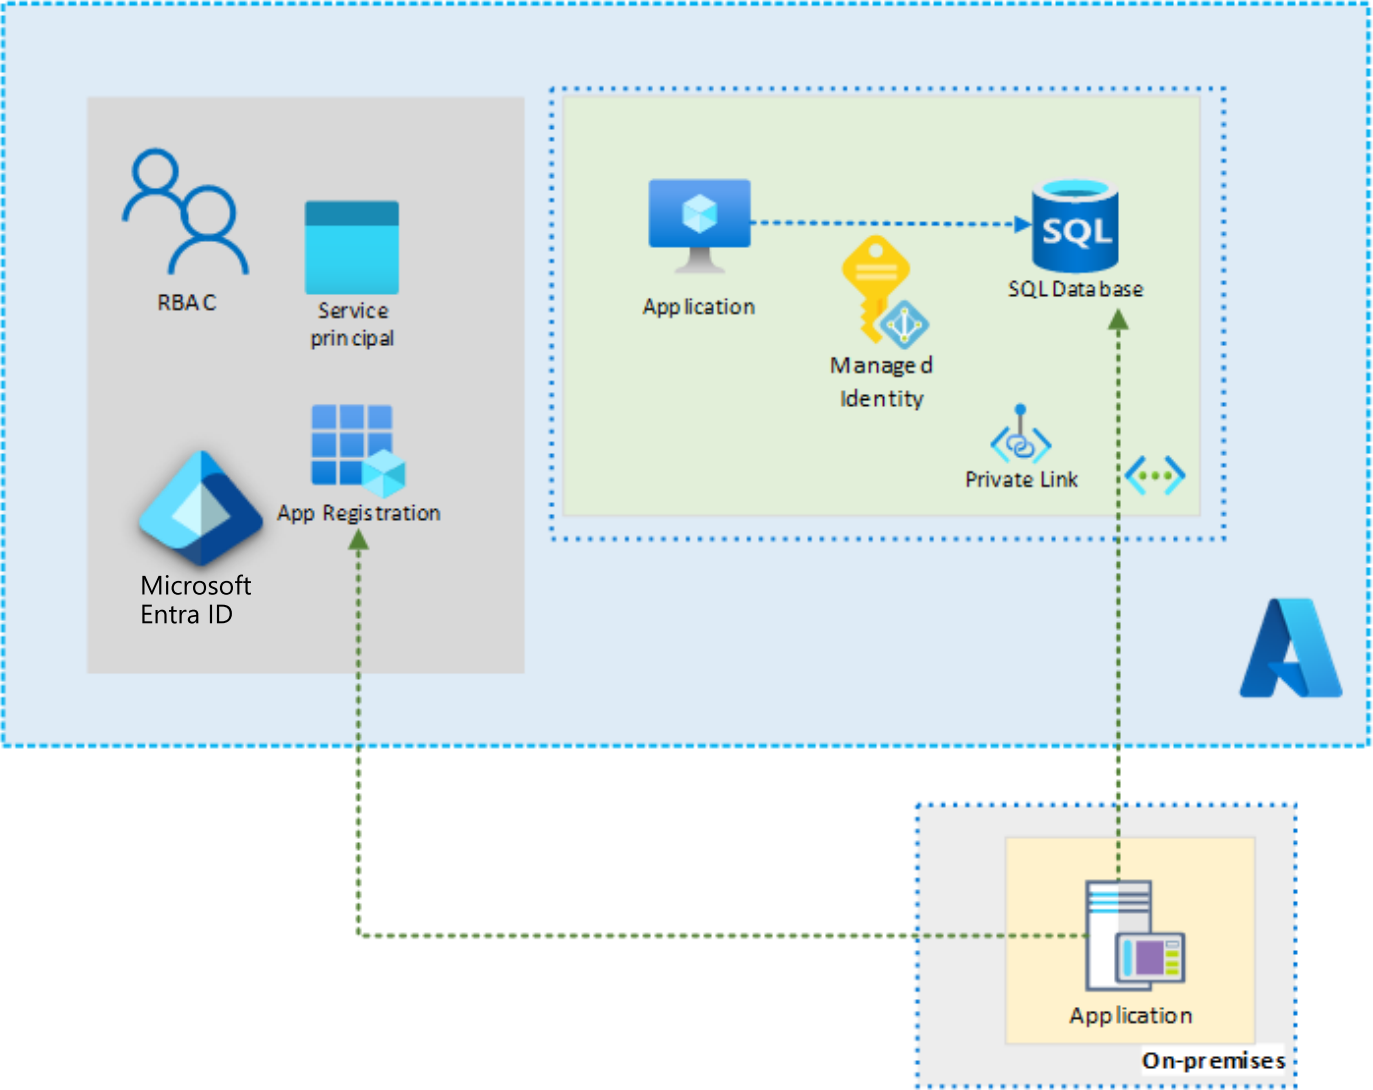 RBAC
Service
principal
App Registration
Microsoft
Entra ID
Application
SQL
SQL Database
Managed
Identity
Private Link
Application
On-premises